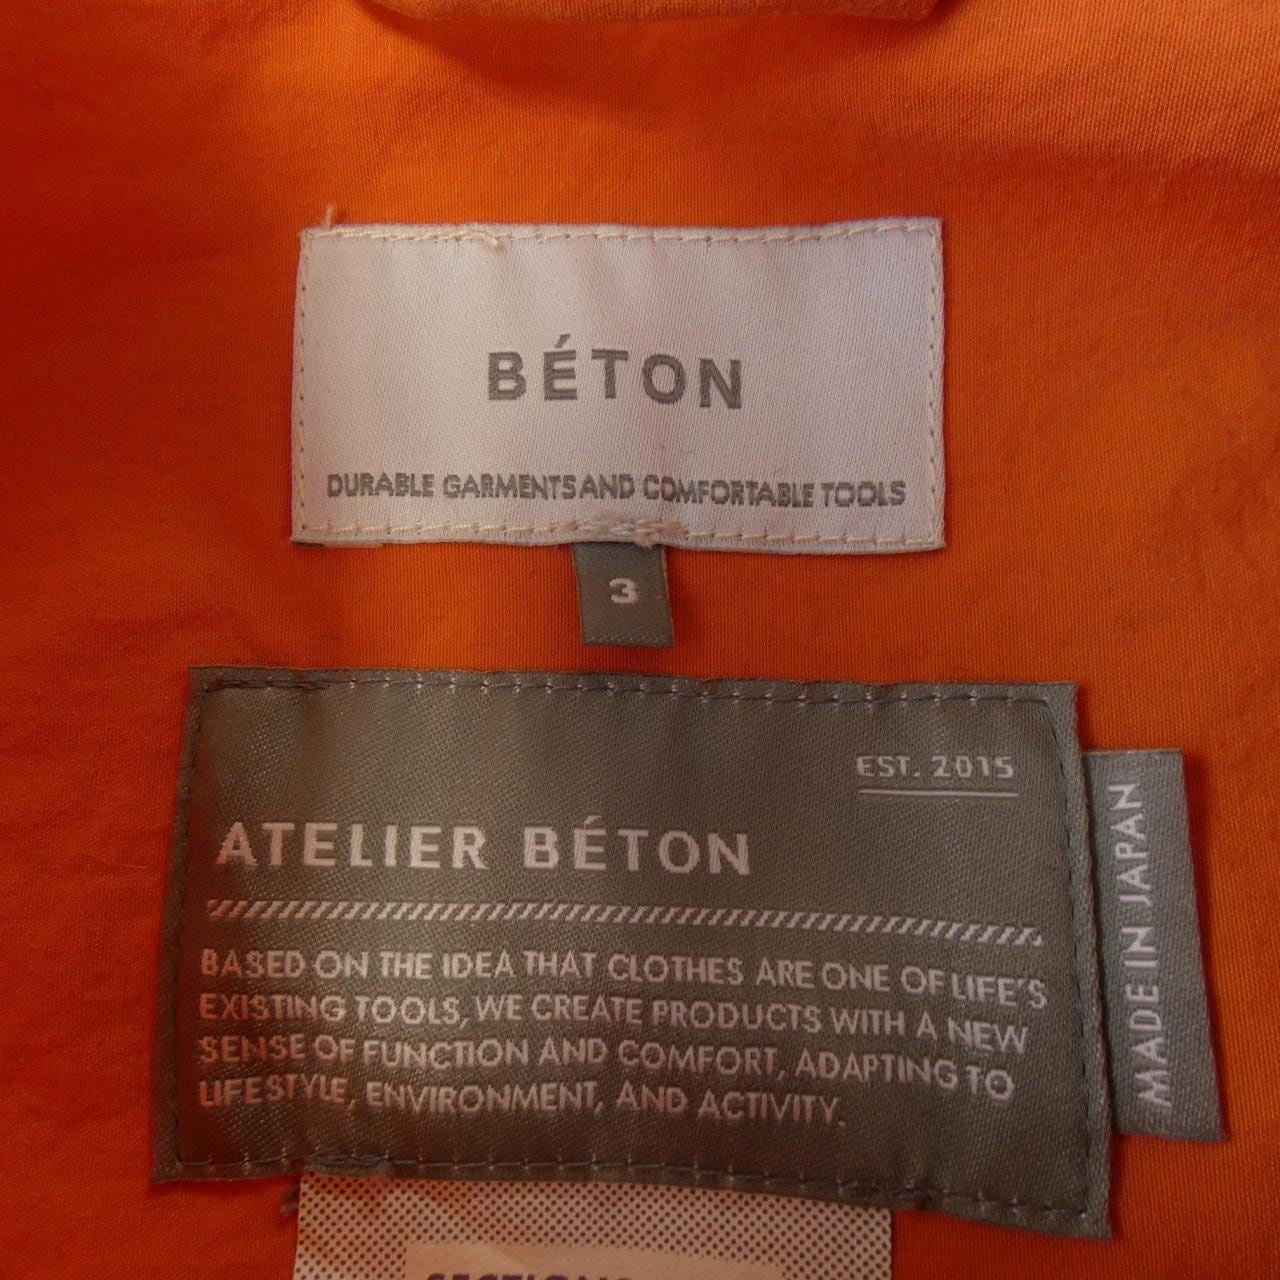 BÉTON
DURABLE GARMENTS AND COMFORTABLE TOOLS
3
EST. 2015
ATELIER BÉTON
BASED ON THE IDEA THAT CLOTHES ARE ONE OF LIFE'S
EXISTING TOOLS, WE CREATE PRODUCTS WITH A NEW
SENSE OF FUNCTION AND COMFORT, ADAPTING TO
LIFESTYLE, ENVIRONMENT, AND ACTIVITY.
MADE IN JAPAN